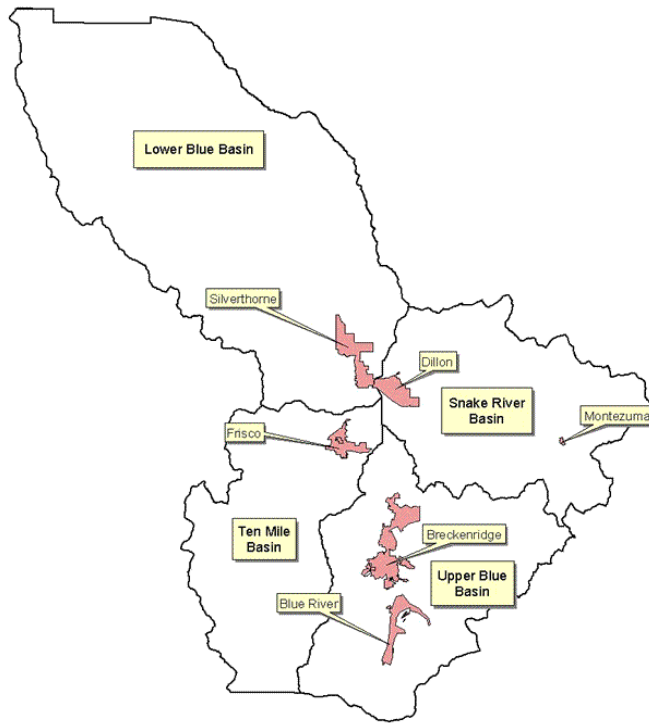 Lower Blue Basin
Silverthorne
Dillon
Snake River
Basin
Montezuma
Frisco
Ten Mile
Basin
Breckenridge
Upper Blue
Basin
Blue River